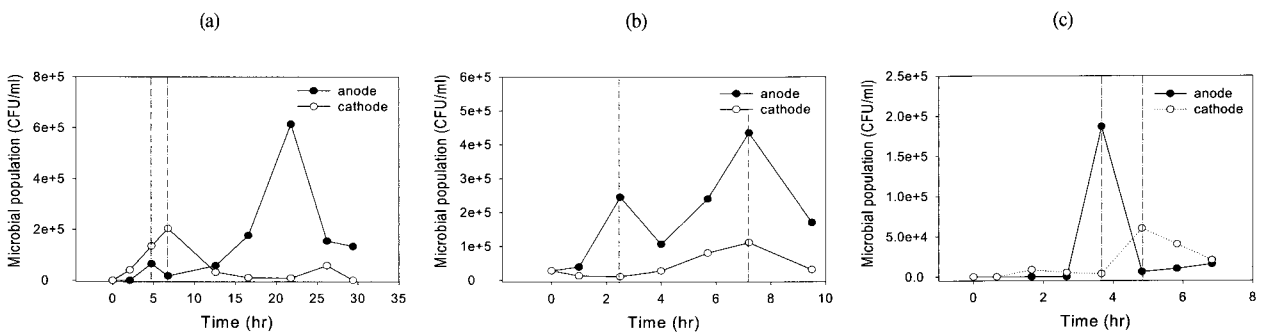 (a)
8e+5
6e+5
4e+5
2e+5
0
Microbial population (CFU/ml)
anode
cathode
0 5 10 15 20 25 30 35
Time (hr)
(b)
6e+5
5e+5
4e+5
3e+5
2e+5
1e+5
0
Microbial population (CFU/ml)
anode
cathode
0 2 4 6 8 10
Time (hr)
(c)
2.5e+5
2.0e+5
1.5e+5
1.0e+5
5.0e+4
0.0
Microbial population (CFU/ml)
anode
cathode
0 2 4 6 8
Time (hr)